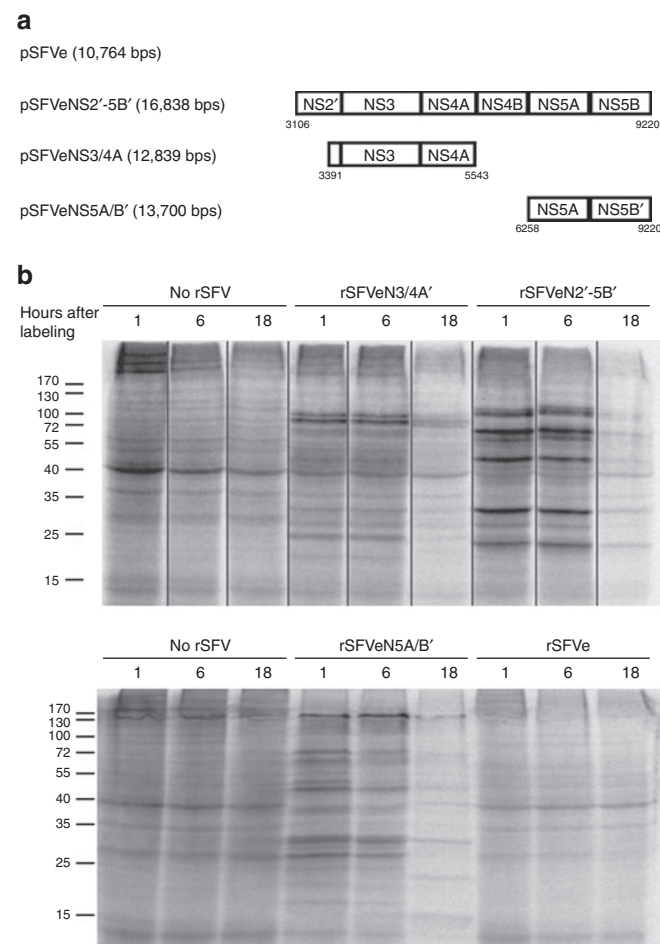 a
pSFVe (10,764 bps)
pSFVeNS2′-5B′ (16,838 bps)
NS2′ NS3 NS4A NS4B NS5A NS5B
3106 9220
pSFVeNS3/4A (12,839 bps)
NS3 NS4A
3391 5543
pSFVeNS5A/B′ (13,700 bps)
NS5A NS5B′
6258 9220
b
No rSFV rSFVeN3/4A′ rSFVeN2′-5B′
Hours after
labeling
1 6 18 1 6 18 1 6 18
170
130
100
72
55
40
35
25
15
No rSFV rSFVeN5A/B′ rSFVe
1 6 18 1 6 18 1 6 18
170
130
100
72
55
40
35
25
15